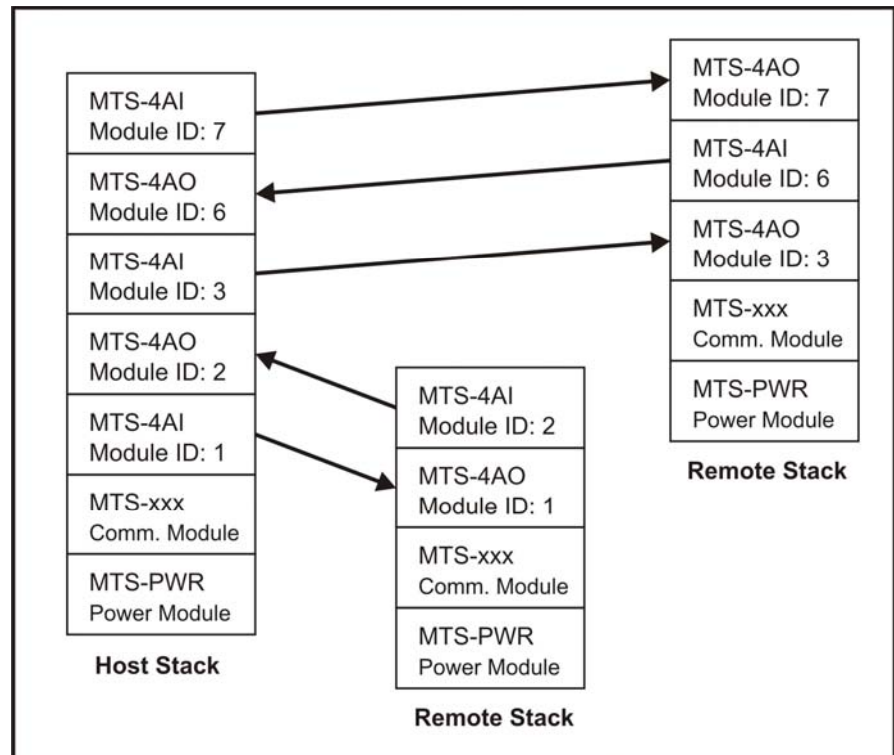 MTS-4AI
Module ID: 7
MTS-4AO
Module ID: 6
MTS-4AI
Module ID: 3
MTS-4AO
Module ID: 2
MTS-4AI
Module ID: 1
MTS-xxx
Comm. Module
MTS-PWR
Power Module
Host Stack
MTS-4AI
Module ID: 2
MTS-4AO
Module ID: 1
MTS-xxx
Comm. Module
MTS-PWR
Power Module
Remote Stack
MTS-4AO
Module ID: 7
MTS-4AI
Module ID: 6
MTS-4AO
Module ID: 3
MTS-xxx
Comm. Module
MTS-PWR
Power Module
Remote Stack